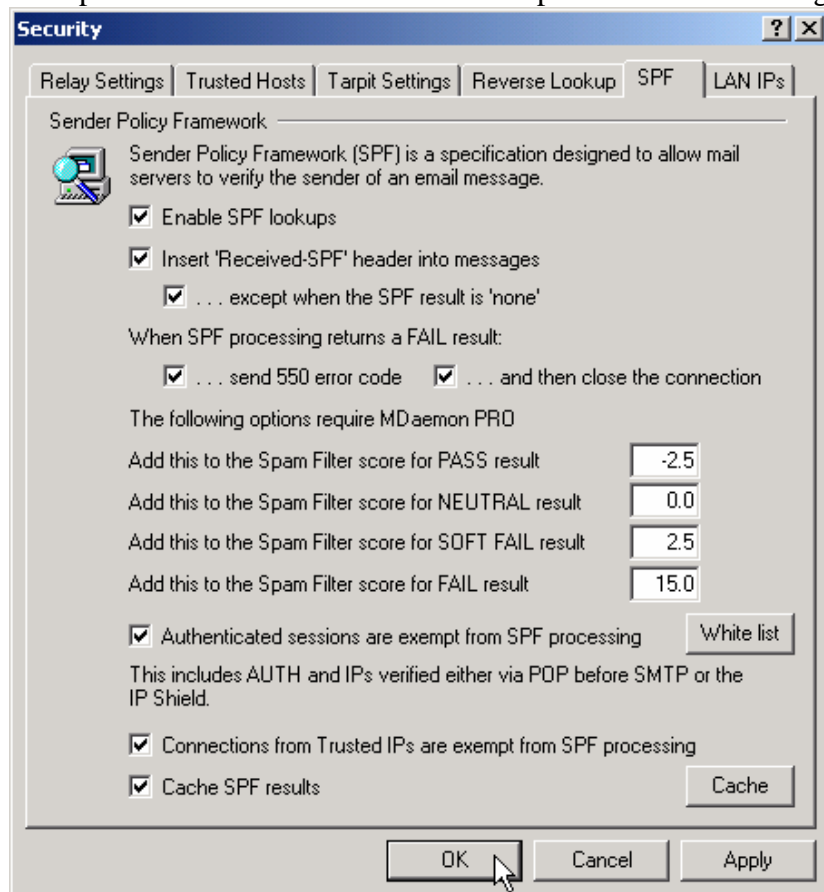 Security
Relay Settings Trusted Hosts Tarpit Settings Reverse Lookup SPF LAN IPs
Sender Policy Framework
Sender Policy Framework (SPF) is a specification designed to allow mail
servers to verify the sender of an email message.
Enable SPF lookups
Insert 'Received-SPF' header into messages
. . . except when the SPF result is 'none'
When SPF processing returns a FAIL result:
. . . send 550 error code . . . and then close the connection
The following options require MDaemon PRO
Add this to the Spam Filter score for PASS result -2.5
Add this to the Spam Filter score for NEUTRAL result 0.0
Add this to the Spam Filter score for SOFT FAIL result 2.5
Add this to the Spam Filter score for FAIL result 15.0
Authenticated sessions are exempt from SPF processing White list
This includes AUTH and IPs verified either via POP before SMTP or the
IP Shield.
Connections from Trusted IPs are exempt from SPF processing
Cache SPF results Cache
OK Cancel Apply